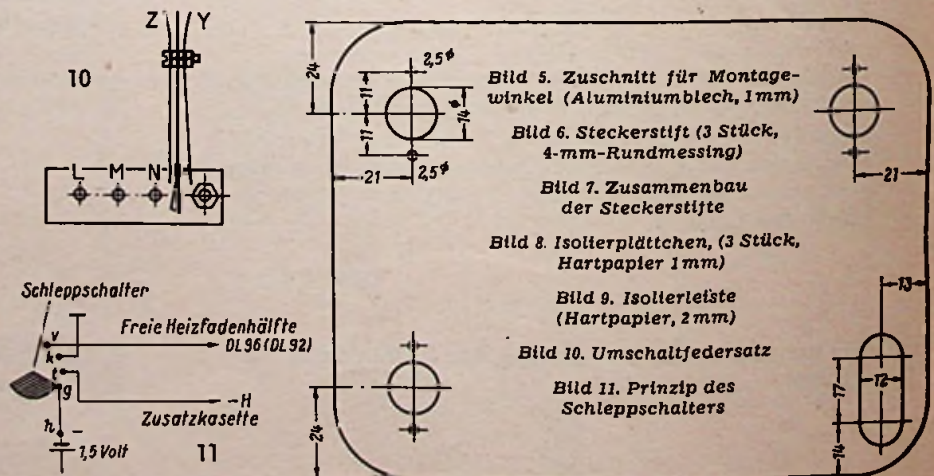 Z Y
10
L M N
Schleppschalter
v
Freie Heizfadenhälfte
DL96 (DL92)
k
t
g
-H
Zusatzkasette
h -
1,5 Volt
11
24
2,5⌀
11
14⌀
11
2,5⌀
21
Bild 5. Zuschnitt für Montage-
winkel (Aluminiumblech, 1mm)
Bild 6. Steckerstift (3 Stück,
4-mm-Rundmessing)
Bild 7. Zusammenbau
der Steckerstifte
Bild 8. Isolierplättchen, (3 Stück,
Hartpapier 1mm)
Bild 9. Isolierleiste
(Hartpapier, 2mm)
Bild 10. Umschaltfedersatz
Bild 11. Prinzip des
Schleppschalters
21
13
12
17
14
24